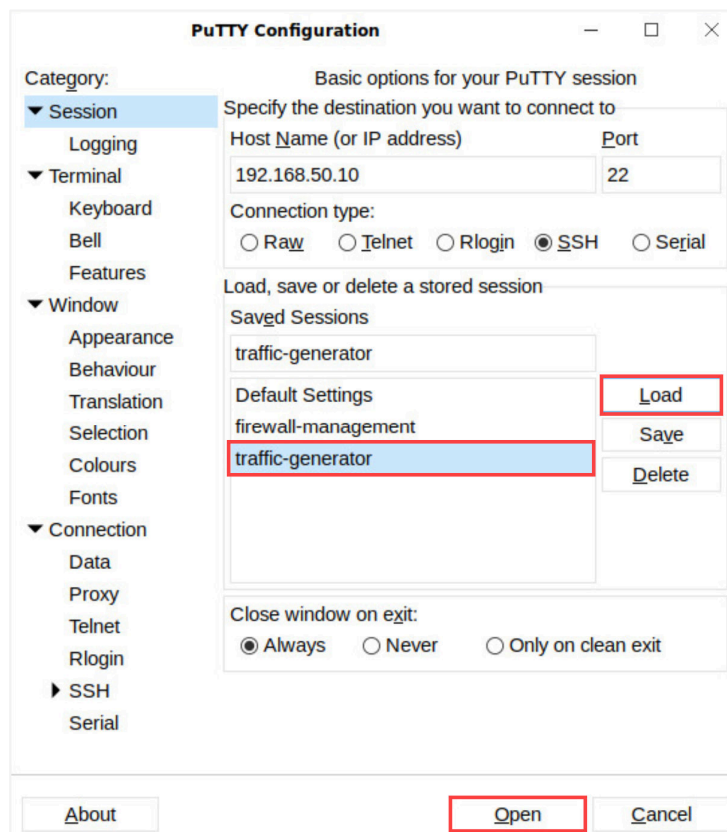 PuTTY Configuration
Category:
Session
Logging
Terminal
Keyboard
Bell
Features
Window
Appearance
Behaviour
Translation
Selection
Colours
Fonts
Connection
Data
Proxy
Telnet
Rlogin
SSH
Serial
Basic options for your PuTTY session
Specify the destination you want to connect to
Host Name (or IP address) Port
192.168.50.10 22
Connection type:
Raw Telnet Rlogin SSH Serial
Load, save or delete a stored session
Saved Sessions
traffic-generator
Default Settings
firewall-management
traffic-generator
Load
Save
Delete
Close window on exit:
Always Never Only on clean exit
About Open Cancel